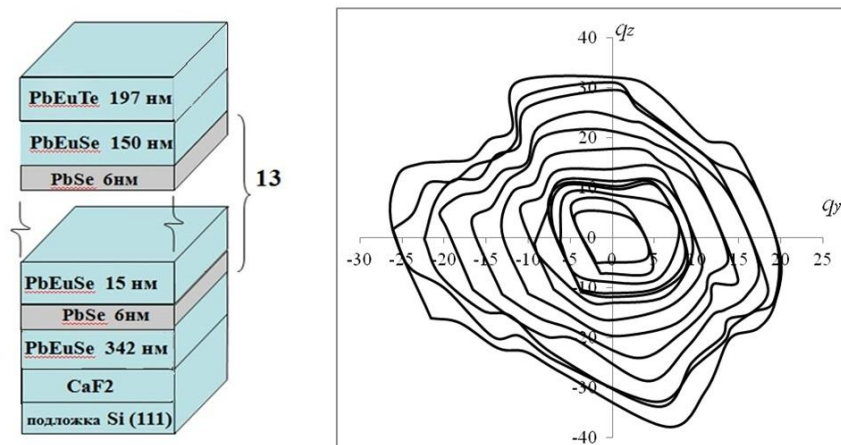 PbEuTe 197 нм
PbEuSe 150 нм
PbSe 6нм
13
PbEuSe 15 нм
PbSe 6нм
PbEuSe 342 нм
CaF2
подложка Si (111)
qz
40
30
20
10
0
-10
-20
-30
-40
qy
-30 -25 -20 -15 -10 -5 0 5 10 15 20 25